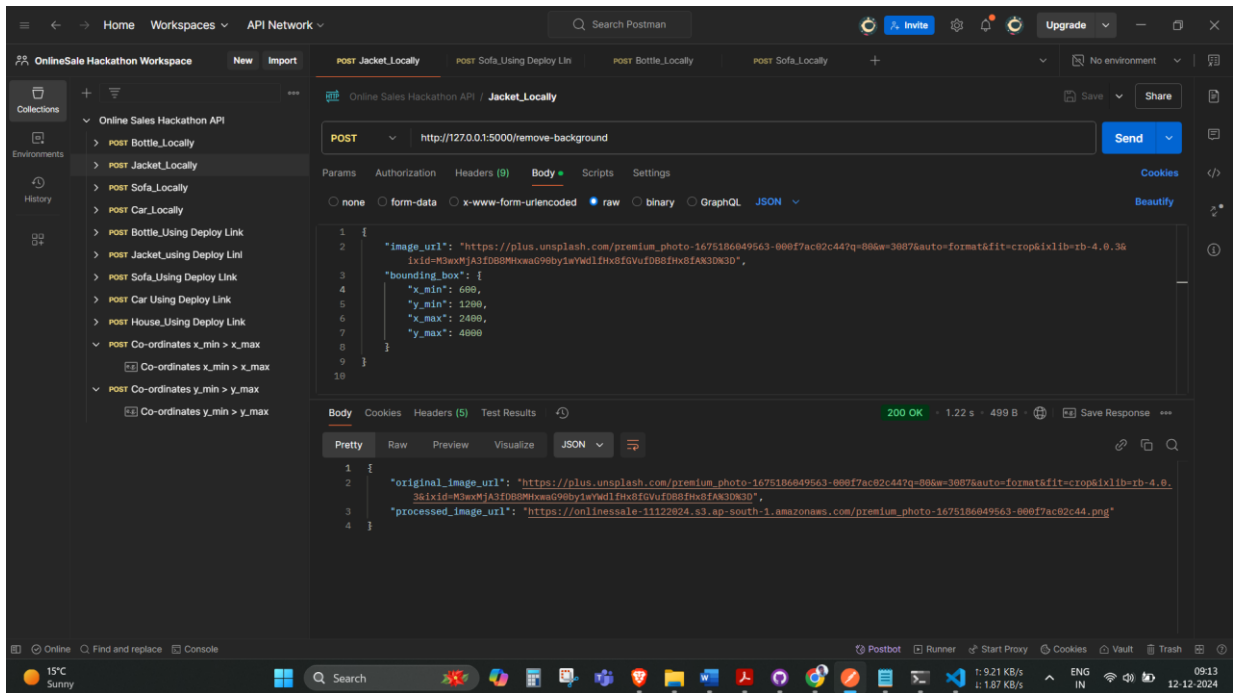 Home Workspaces API Network Search Postman Invite Upgrade
OnlineSale Hackathon Workspace New Import POST Jacket_Locally POST Sofa_Using Deploy LIn POST Bottle_Locally POST Sofa_Locally No environment
Collections
Environments
History
Online Sales Hackathon API
POST Bottle_Locally
POST Jacket_Locally
POST Sofa_Locally
POST Car_Locally
POST Bottle_Using Deploy Link
POST Jacket_using Deploy Linl
POST Sofa_Using Deploy LInk
POST Car Using Deploy Link
POST House_Using Deploy Link
POST Co-ordinates x_min > x_max
e.g. Co-ordinates x_min > x_max
POST Co-ordinates y_min > y_max
e.g. Co-ordinates y_min > y_max
HTTP Online Sales Hackathon API / Jacket_Locally Save Share
POST http://127.0.0.1:5000/remove-background Send
Params Authorization Headers (9) Body Scripts Settings Cookies
none form-data x-www-form-urlencoded raw binary GraphQL JSON Beautify
1 {
2 "image_url": "https://plus.unsplash.com/premium_photo-1675186049563-000f7ac02c44?q=80&w=3087&auto=format&fit=crop&ixlib=rb-4.0.3&
ixid=M3wxMjA3fDB8MHxwaG90by1wYWdlfHx8fGVufDB8fHx8fA%3D%3D",
3 "bounding_box": {
4 "x_min": 600,
5 "y_min": 1200,
6 "x_max": 2400,
7 "y_max": 4000
8 }
9 }
10
Body Cookies Headers (5) Test Results 200 OK 1.22 s 499 B e.g. Save Response
Pretty Raw Preview Visualize JSON
1 {
2 "original_image_url": "https://plus.unsplash.com/premium_photo-1675186049563-000f7ac02c44?q=80&w=3087&auto=format&fit=crop&ixlib=rb-4.0.
3&ixid=M3wxMjA3fDB8MHxwaG90by1wYWdlfHx8fGVufDB8fHx8fA%3D%3D",
3 "processed_image_url": "https://onlinessale-11122024.s3.ap-south-1.amazonaws.com/premium_photo-1675186049563-000f7ac02c44.png"
4 }
Online Find and replace Console Postbot Runner Start Proxy Cookies Vault Trash
15°C
Sunny
Search
↑: 9.21 KB/s
↓: 1.87 KB/s
ENG
IN
09:13
12-12-2024